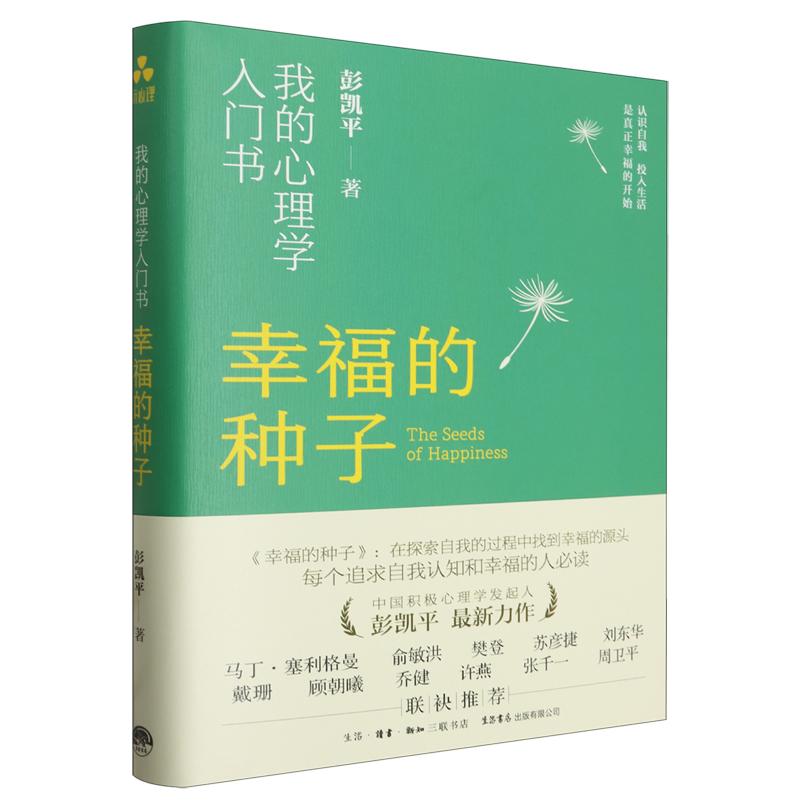 认识自我 投入生活
是真正幸福的开始
彭凯平 著
我的心理学
入门书
幸福的
种子
The Seeds
of Happiness
《幸福的种子》:在探索自我的过程中找到幸福的源头
每个追求自我认知和幸福的人必读
中国积极心理学发起人
彭凯平 最新力作
马丁·塞利格曼 俞敏洪 樊登 苏彦捷 刘东华
戴珊 顾朝曦 乔健 许燕 张千一 周卫平
联袂推荐
生活·讀書·新知三联书店 生活書店出版有限公司
心理
我的心理学入门书
幸福的种子
彭凯平 著